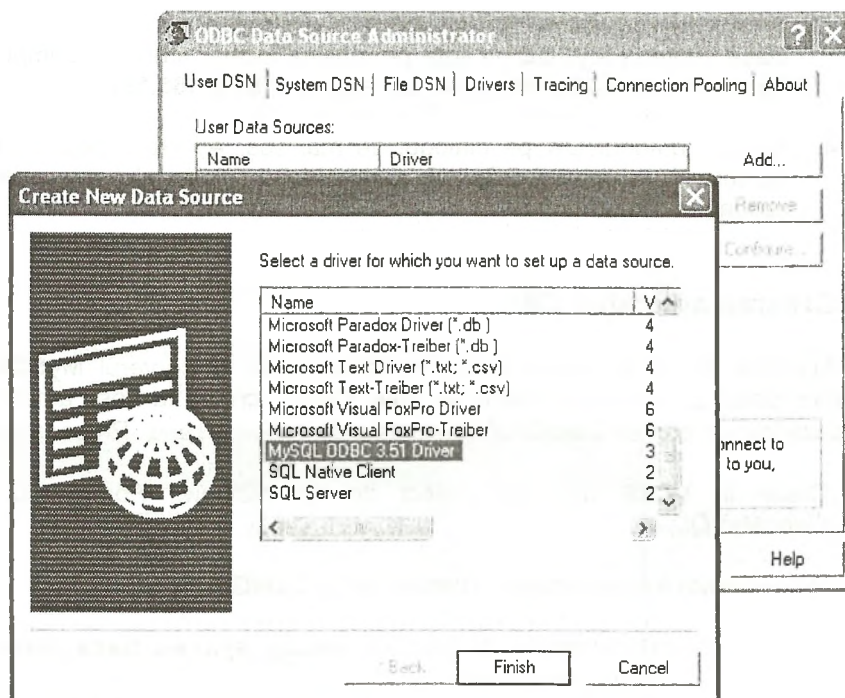 ODBC Data Source Administrator
User DSN System DSN File DSN Drivers Tracing Connection Pooling About
User Data Sources:
Name Driver
Add...
Remove
Configure...
Create New Data Source
Select a driver for which you want to set up a data source.
Name V
Microsoft Paradox Driver (*.db ) 4
Microsoft Paradox-Treiber (*.db ) 4
Microsoft Text Driver (*.txt; *.csv) 4
Microsoft Text-Treiber (*.txt; *.csv) 4
Microsoft Visual FoxPro Driver 6
Microsoft Visual FoxPro-Treiber 6
MySQL ODBC 3.51 Driver 3
SQL Native Client 2
SQL Server 2
onnect to
to you,
Help
< Back
Finish
Cancel